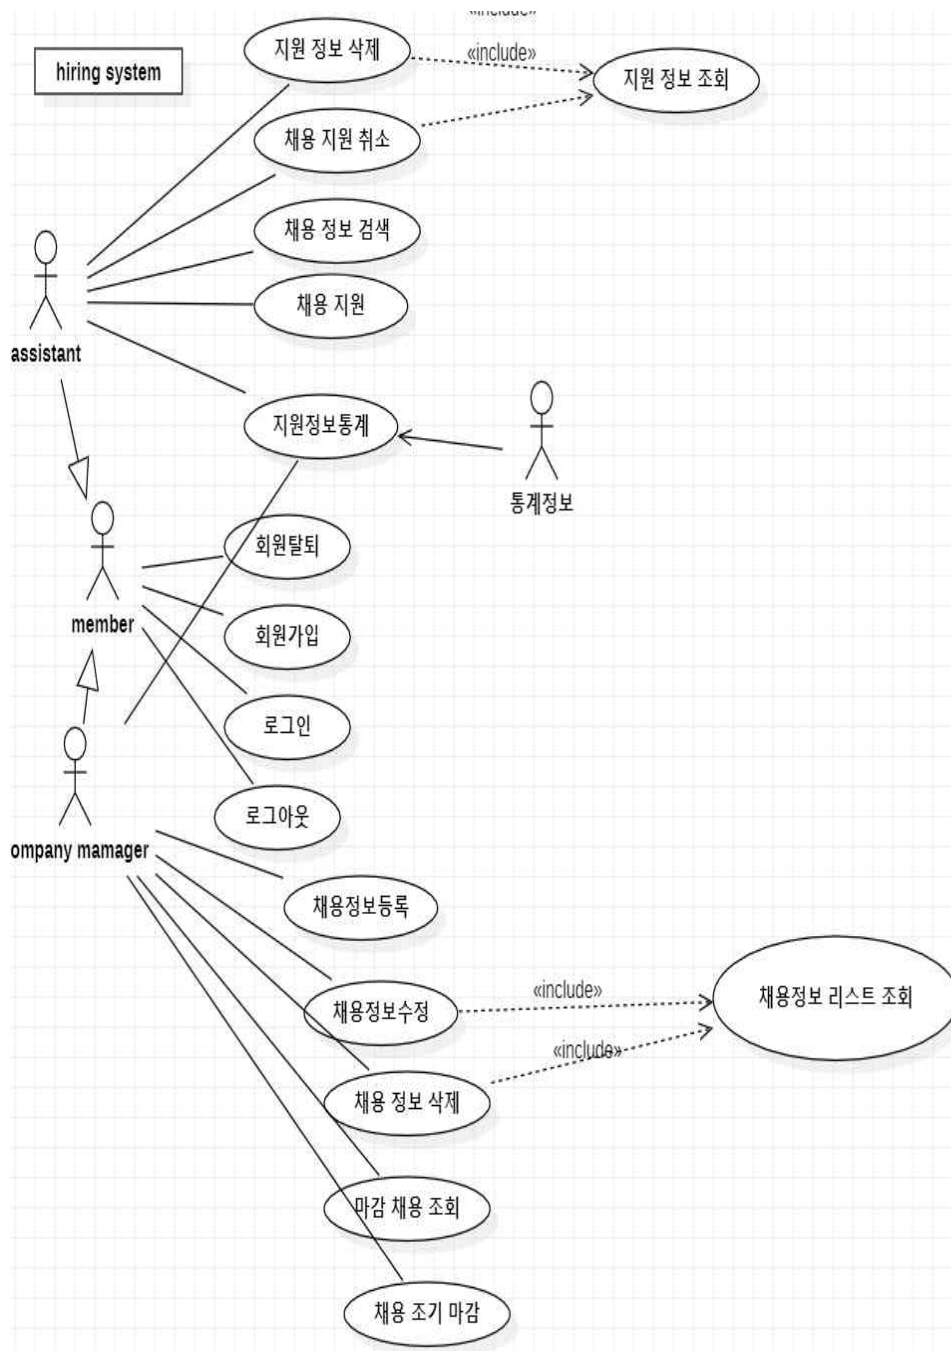 «include»
hiring system
지원 정보 삭제
«include»
지원 정보 조회
채용 지원 취소
채용 정보 검색
채용 지원
assistant
지원정보통계
통계정보
회원탈퇴
member
회원가입
로그인
로그아웃
ompany mamager
채용정보등록
채용정보수정
«include»
채용정보 리스트 조회
«include»
채용 정보 삭제
마감 채용 조회
채용 조기 마감